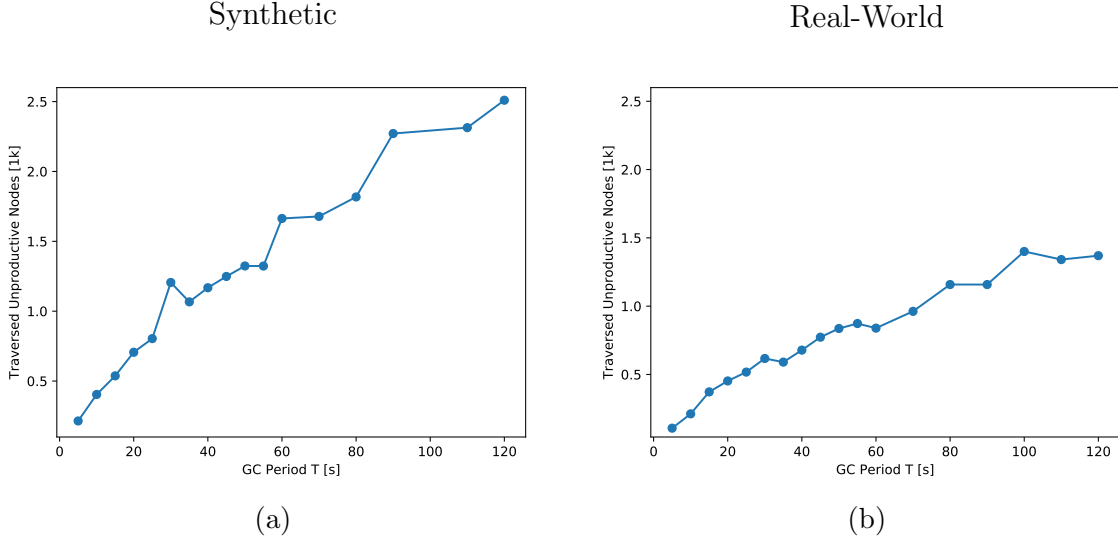 Synthetic
Real-World
2.5
2.0
1.5
1.0
0.5
Traversed Unproductive Nodes [1k]
0 20 40 60 80 100 120
GC Period T [s]
2.5
2.0
1.5
1.0
0.5
Traversed Unproductive Nodes [1k]
0 20 40 60 80 100 120
GC Period T [s]
(a)
(b)